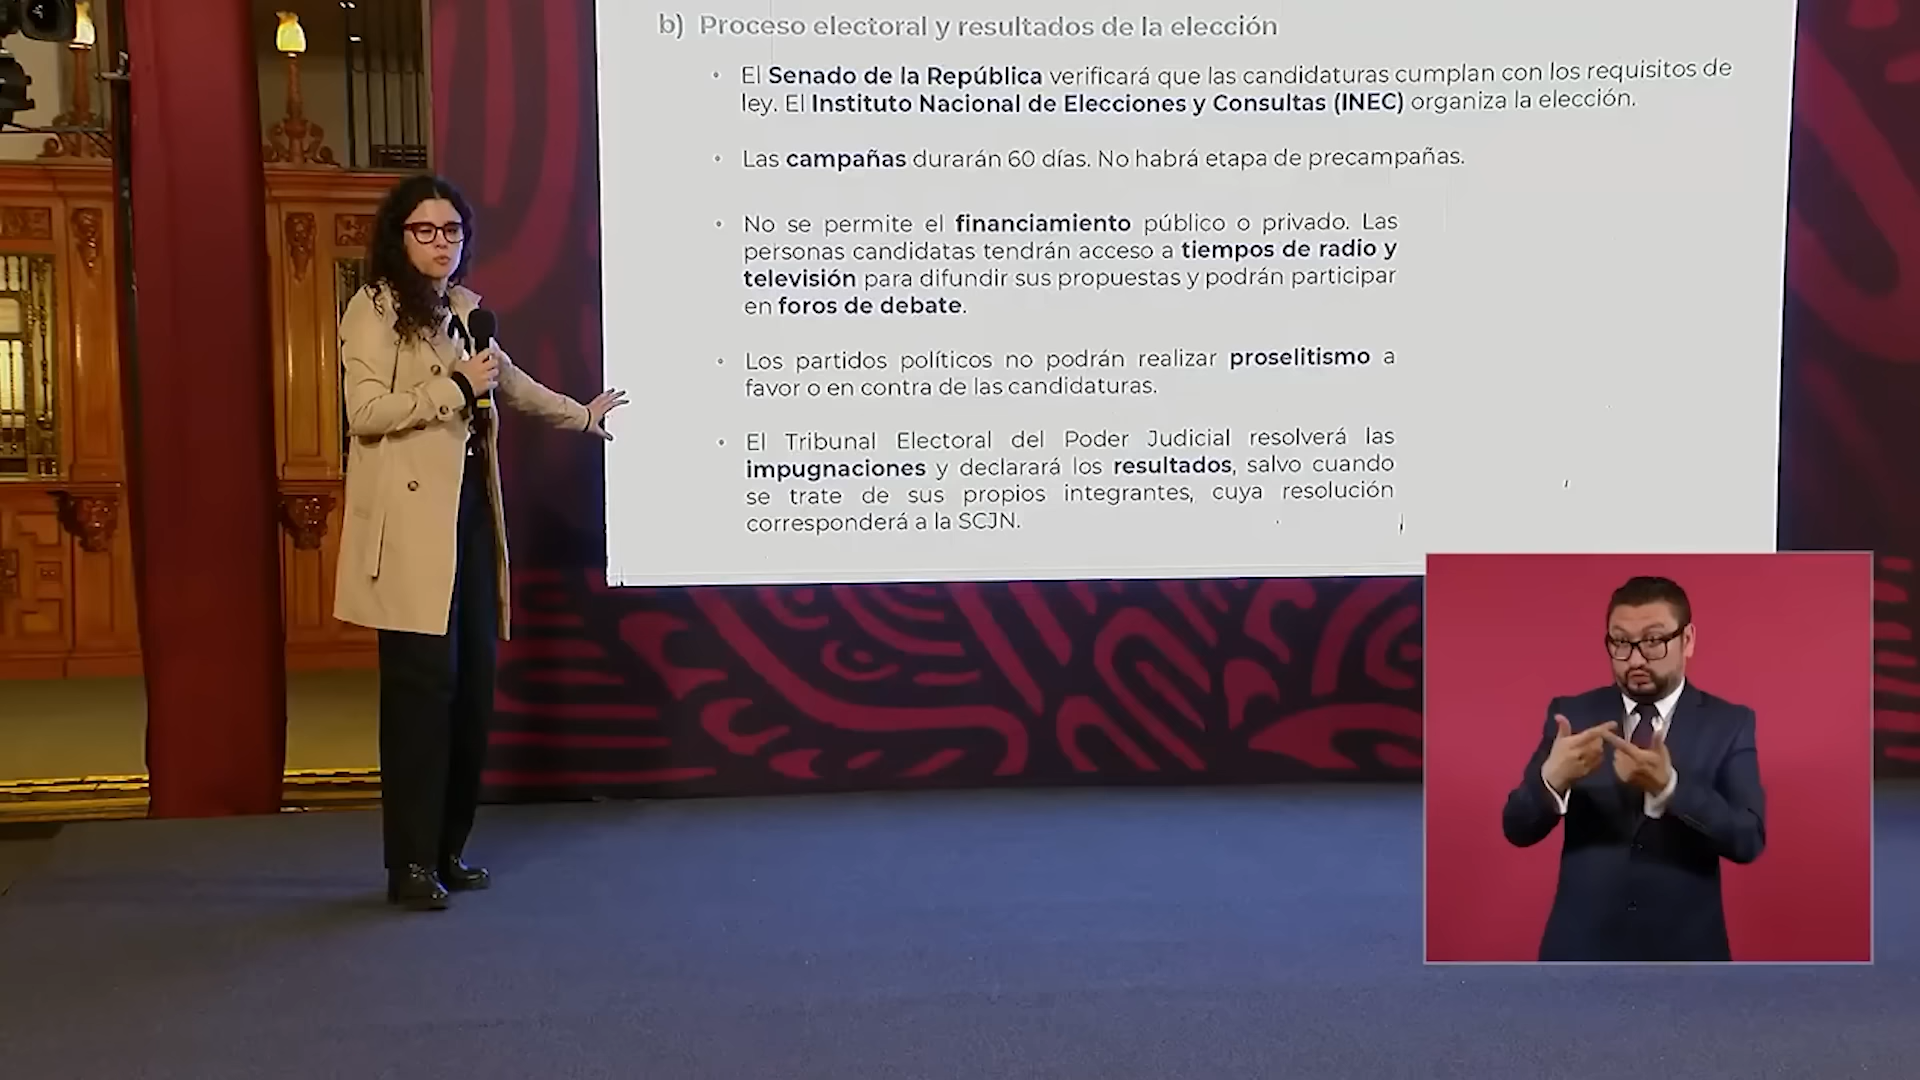 b) Proceso electoral y resultados de la elección
• El Senado de la República verificará que las candidaturas cumplan con los requisitos de
ley. El Instituto Nacional de Elecciones y Consultas (INEC) organiza la elección.
• Las campañas durarán 60 días. No habrá etapa de precampañas.
• No se permite el financiamiento público o privado. Las
personas candidatas tendrán acceso a tiempos de radio y
televisión para difundir sus propuestas y podrán participar
en foros de debate.
• Los partidos políticos no podrán realizar proselitismo a
favor o en contra de las candidaturas.
• El Tribunal Electoral del Poder Judicial resolverá las
impugnaciones y declarará los resultados, salvo cuando
se trate de sus propios integrantes, cuya resolución
corresponderá a la SCJN.